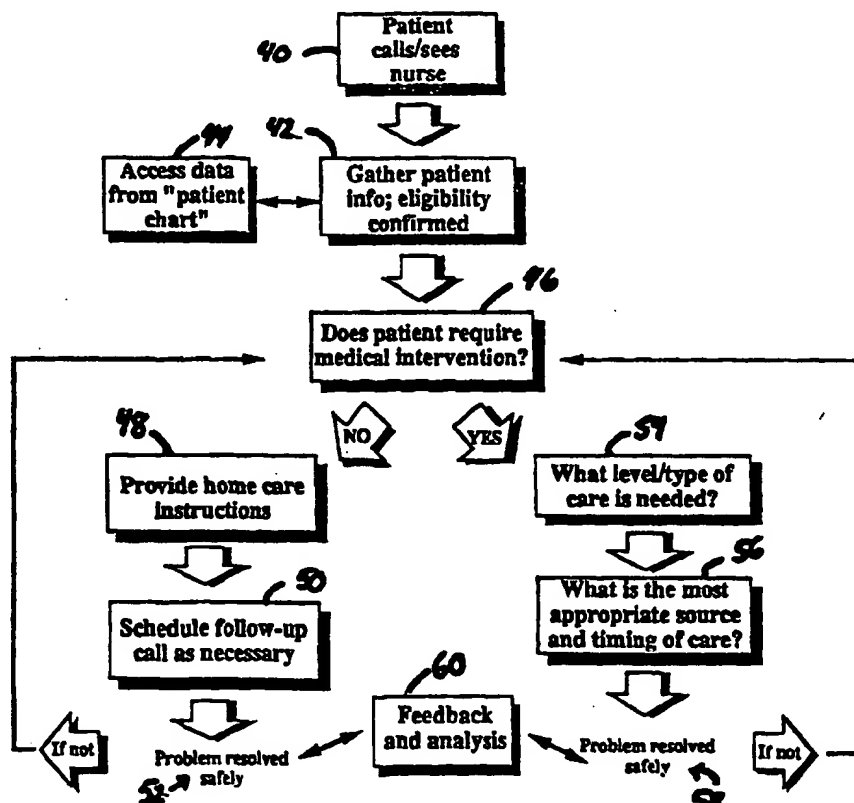 40
Patient
calls/sees
nurse
44
42
Access data
from "patient
chart"
Gather patient
info; eligibility
confirmed
46
Does patient require
medical intervention?
NO
YES
48
54
Provide home care
instructions
What level/type of
care is needed?
50
56
Schedule follow-up
call as necessary
What is the most
appropriate source
and timing of care?
60
Feedback
and analysis
If not
Problem resolved
safely
52
Problem resolved
safely
If not